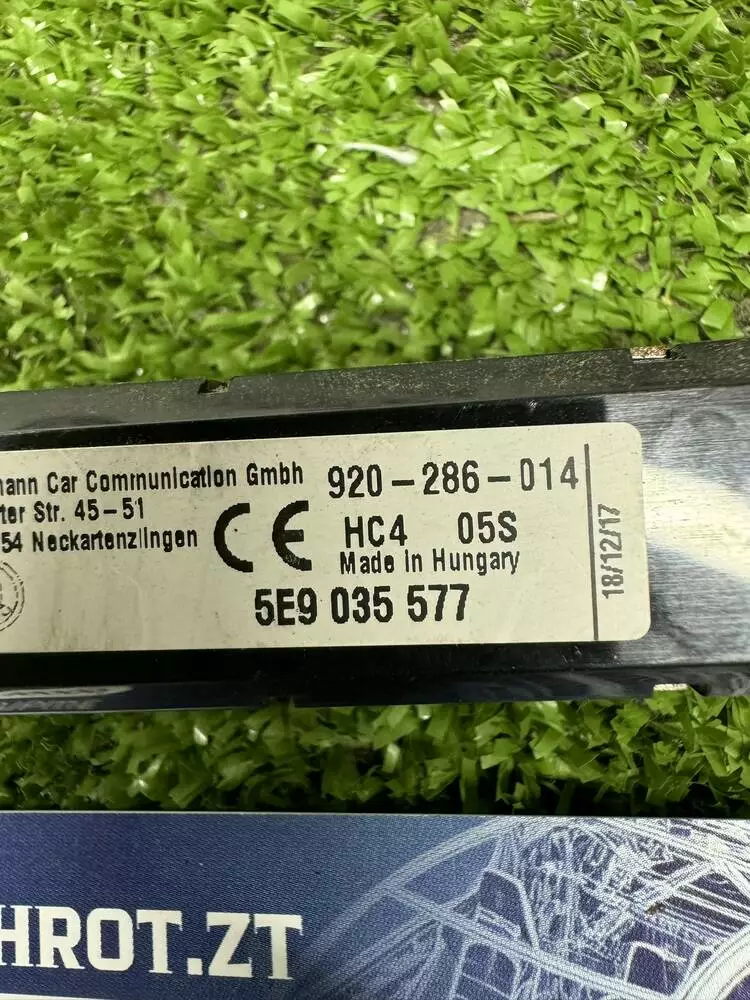 mann Car Communication Gmbh 920-286-014
ter Str. 45-51
54 Neckartenzlingen CE HC4 05S
Made in Hungary
5E9 035 577
18/12/17
HROT.ZT